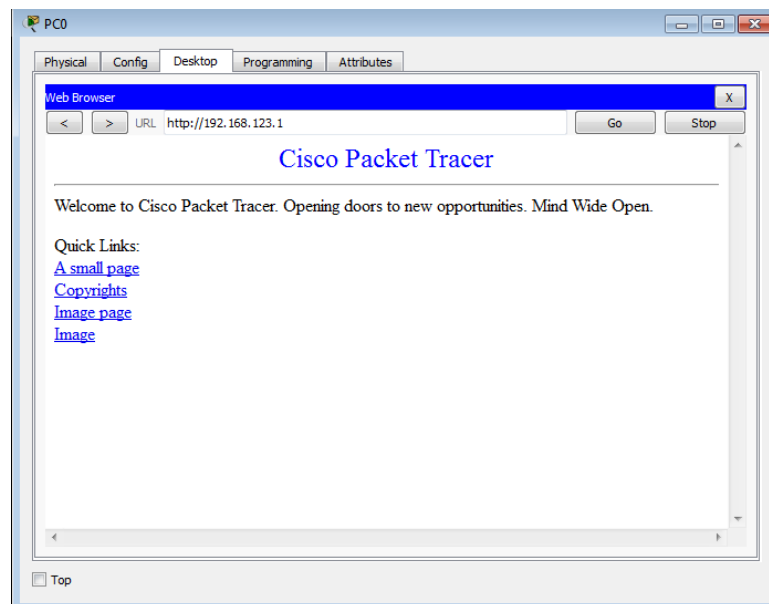 PC0
Physical Config Desktop Programming Attributes
Web Browser X
< > URL http://192.168.123.1 Go Stop
Cisco Packet Tracer
Welcome to Cisco Packet Tracer. Opening doors to new opportunities. Mind Wide Open.
Quick Links:
A small page
Copyrights
Image page
Image
Top